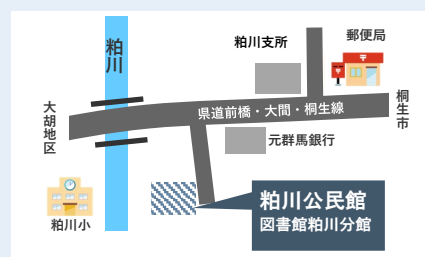 粕川
粕川支所
郵便局
大胡地区
県道前橋・大間・桐生線
桐生市
元群馬銀行
粕川小
粕川公民館
図書館粕川分館